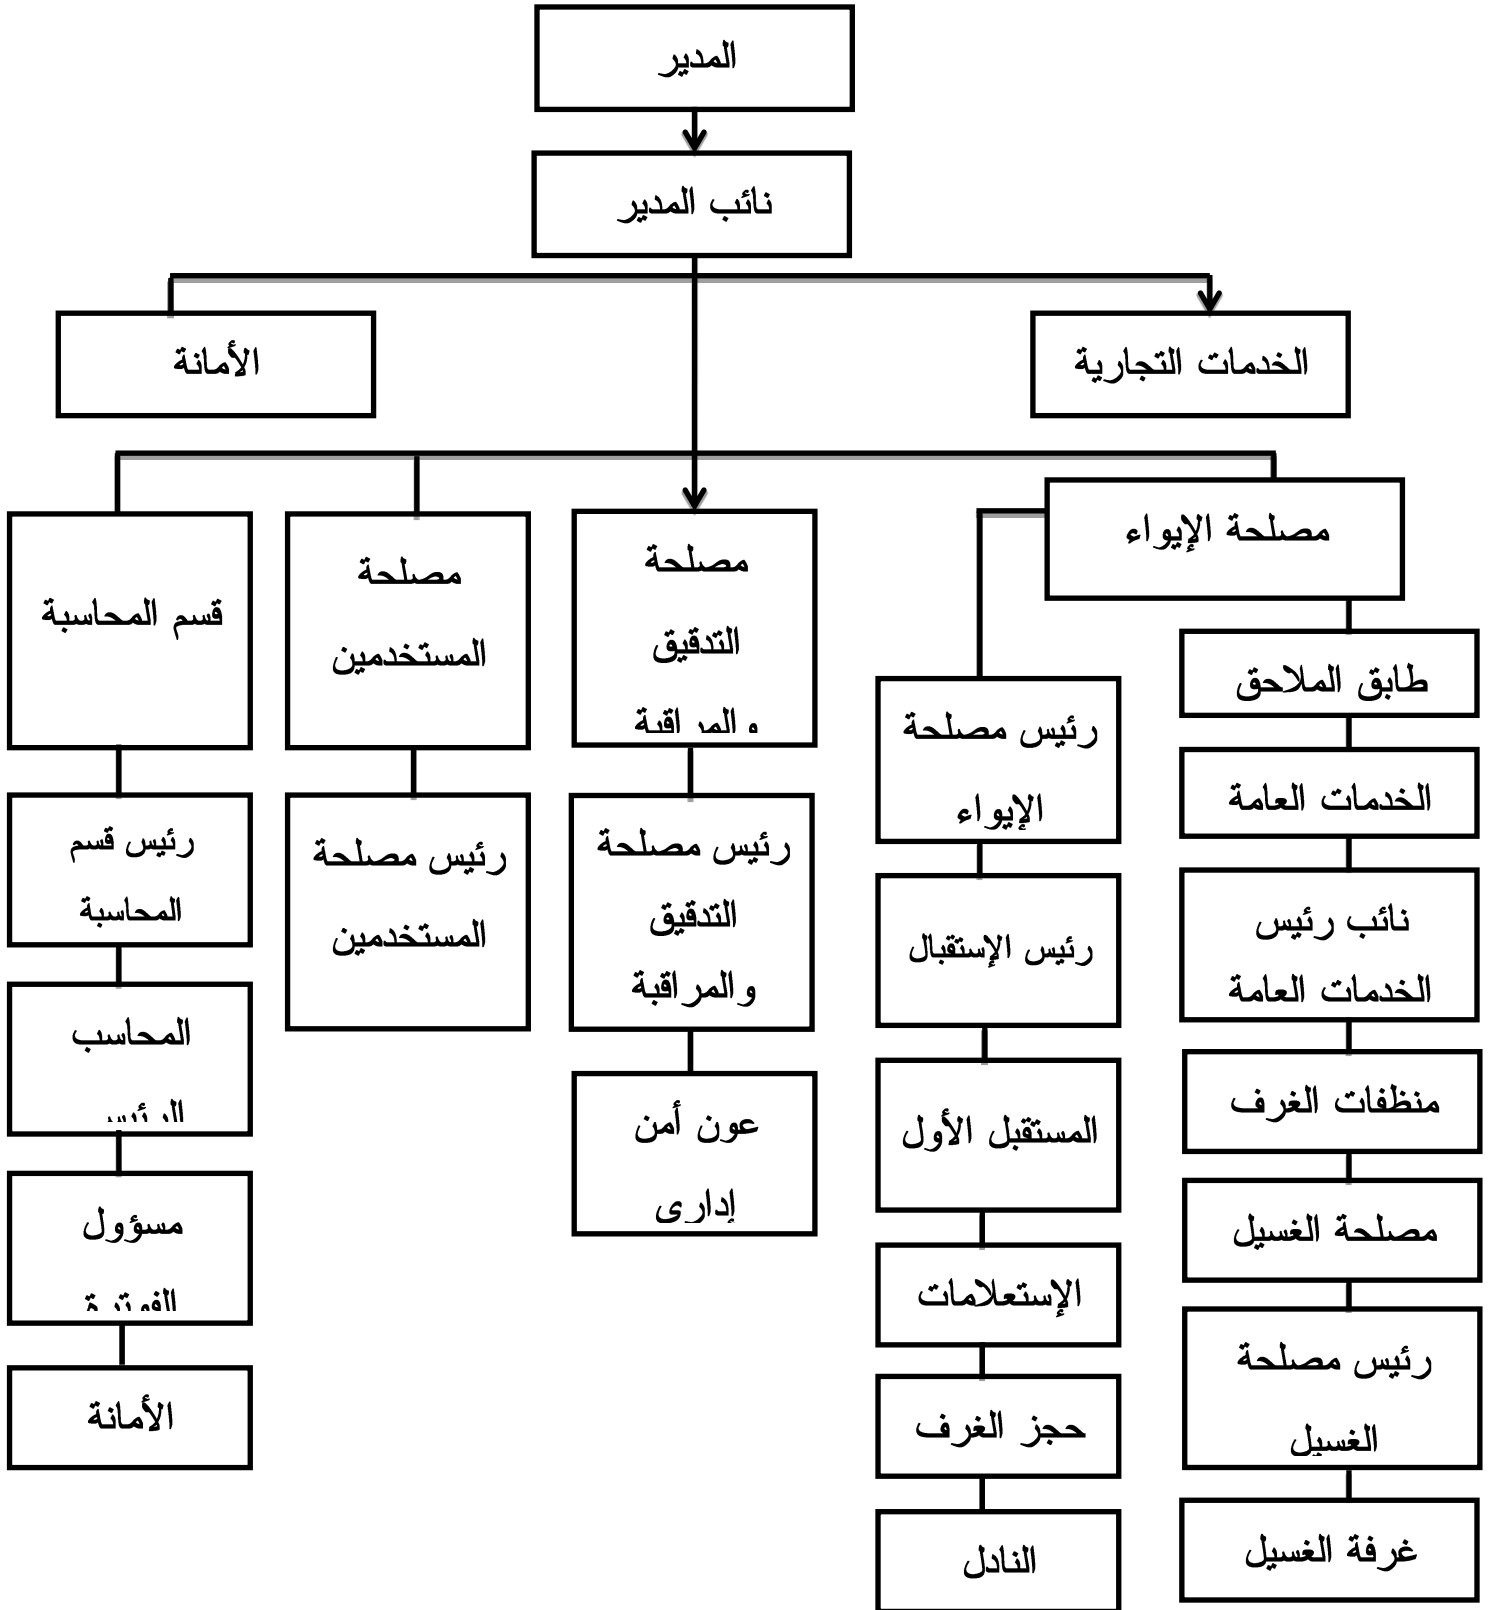 المدير
نائب المدير
الخدمات التجارية
الأمانة
مصلحة الإيواء
مصلحة
التدقيق
والمراقبة
مصلحة
المستخدمين
قسم المحاسبة
طابق الملاحق
الخدمات العامة
نائب رئيس
الخدمات العامة
منظفات الغرف
مصلحة الغسيل
رئيس مصلحة
الغسيل
غرفة الغسيل
رئيس مصلحة
الإيواء
رئيس الإستقبال
المستقبل الأول
الإستعلامات
حجز الغرف
النادل
رئيس مصلحة
التدقيق
والمراقبة
عون أمن
إداري
رئيس مصلحة
المستخدمين
رئيس قسم
المحاسبة
المحاسب
مسؤول
الفوترة
الأمانة